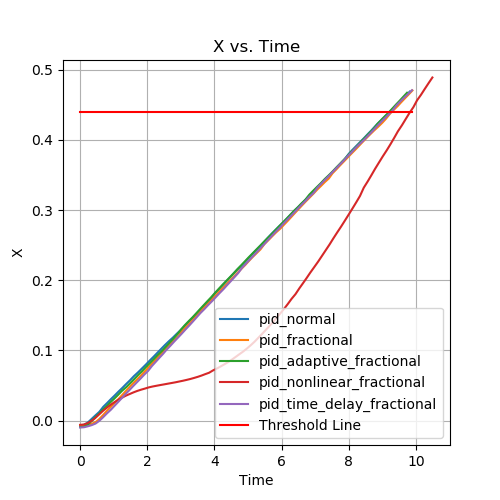 X vs. Time
0.5
0.4
0.3
0.2
0.1
0.0
X
pid_normal
pid_fractional
pid_adaptive_fractional
pid_nonlinear_fractional
pid_time_delay_fractional
Threshold Line
0 2 4 6 8 10
Time